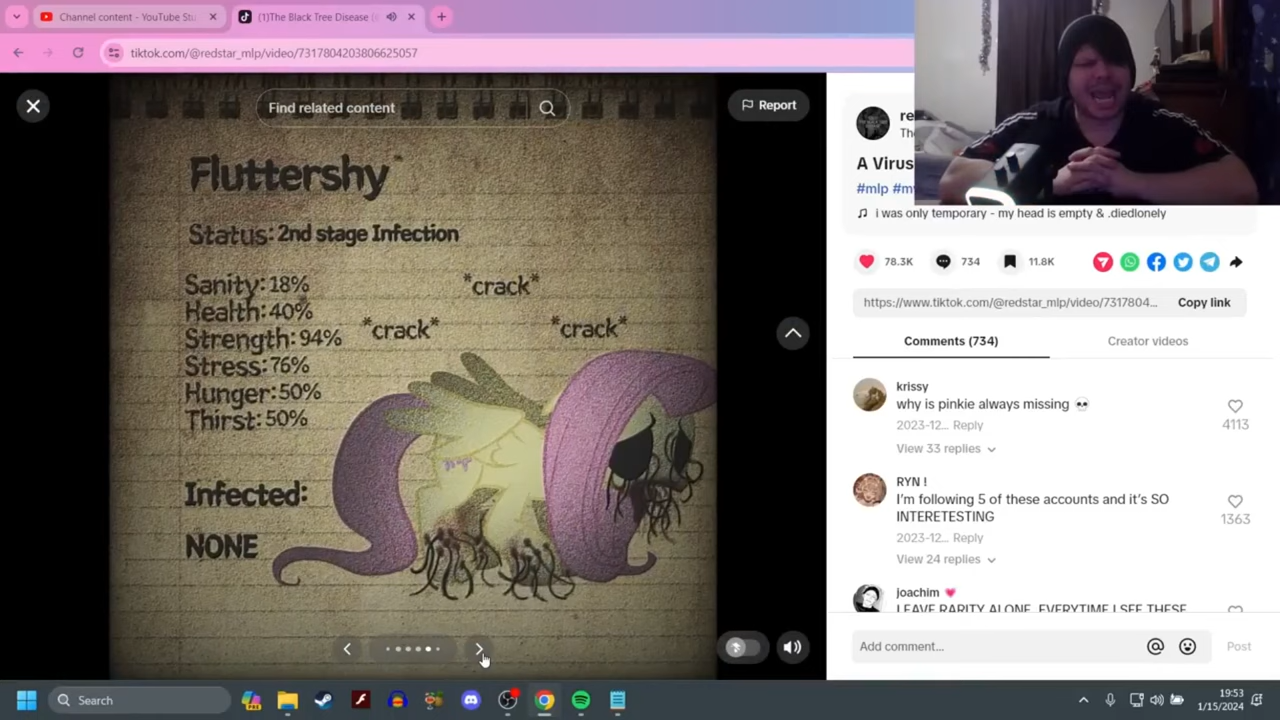 Channel content - YouTube Stu
(1)The Black Tree Disease (
tiktok.com/@redstar_mlp/video/7317804203806625057
Find related content
Report
Fluttershy
Status: 2nd stage Infection
Sanity: 18%
Health: 40%
Strength: 94%
Stress: 76%
Hunger: 50%
Thirst: 50%
*crack*
*crack*
*crack*
Infected:
NONE
re
Th
A Virus
#mlp #m
i was only temporary - my head is empty & .diedlonely
78.3K
734
11.8K
https://www.tiktok.com/@redstar_mlp/video/7317804...
Copy link
Comments (734)
Creator videos
krissy
why is pinkie always missing 💀
2023-12... Reply
4113
View 33 replies
RYN !
I'm following 5 of these accounts and it's SO
INTERETESTING
1363
2023-12... Reply
View 24 replies
joachim 💗
LEAVE RARITY ALONE, EVERYTIME I SEE THESE
Add comment...
Post
Search
19:53
1/15/2024